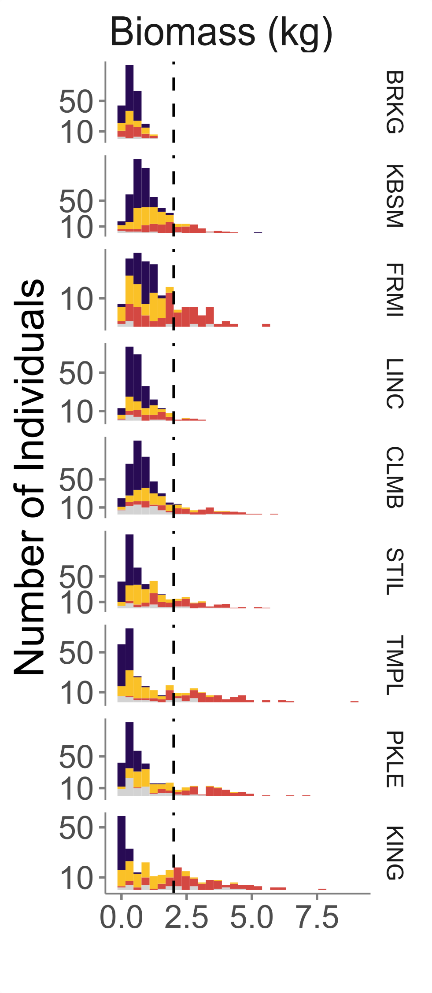 Biomass (kg)
Number of Individuals
50
10
BRKG
50
10
KBSM
10
FRMI
50
10
LINC
50
10
CLMB
50
10
STIL
50
10
TMPL
50
10
PKLE
50
10
KING
0.0 2.5 5.0 7.5